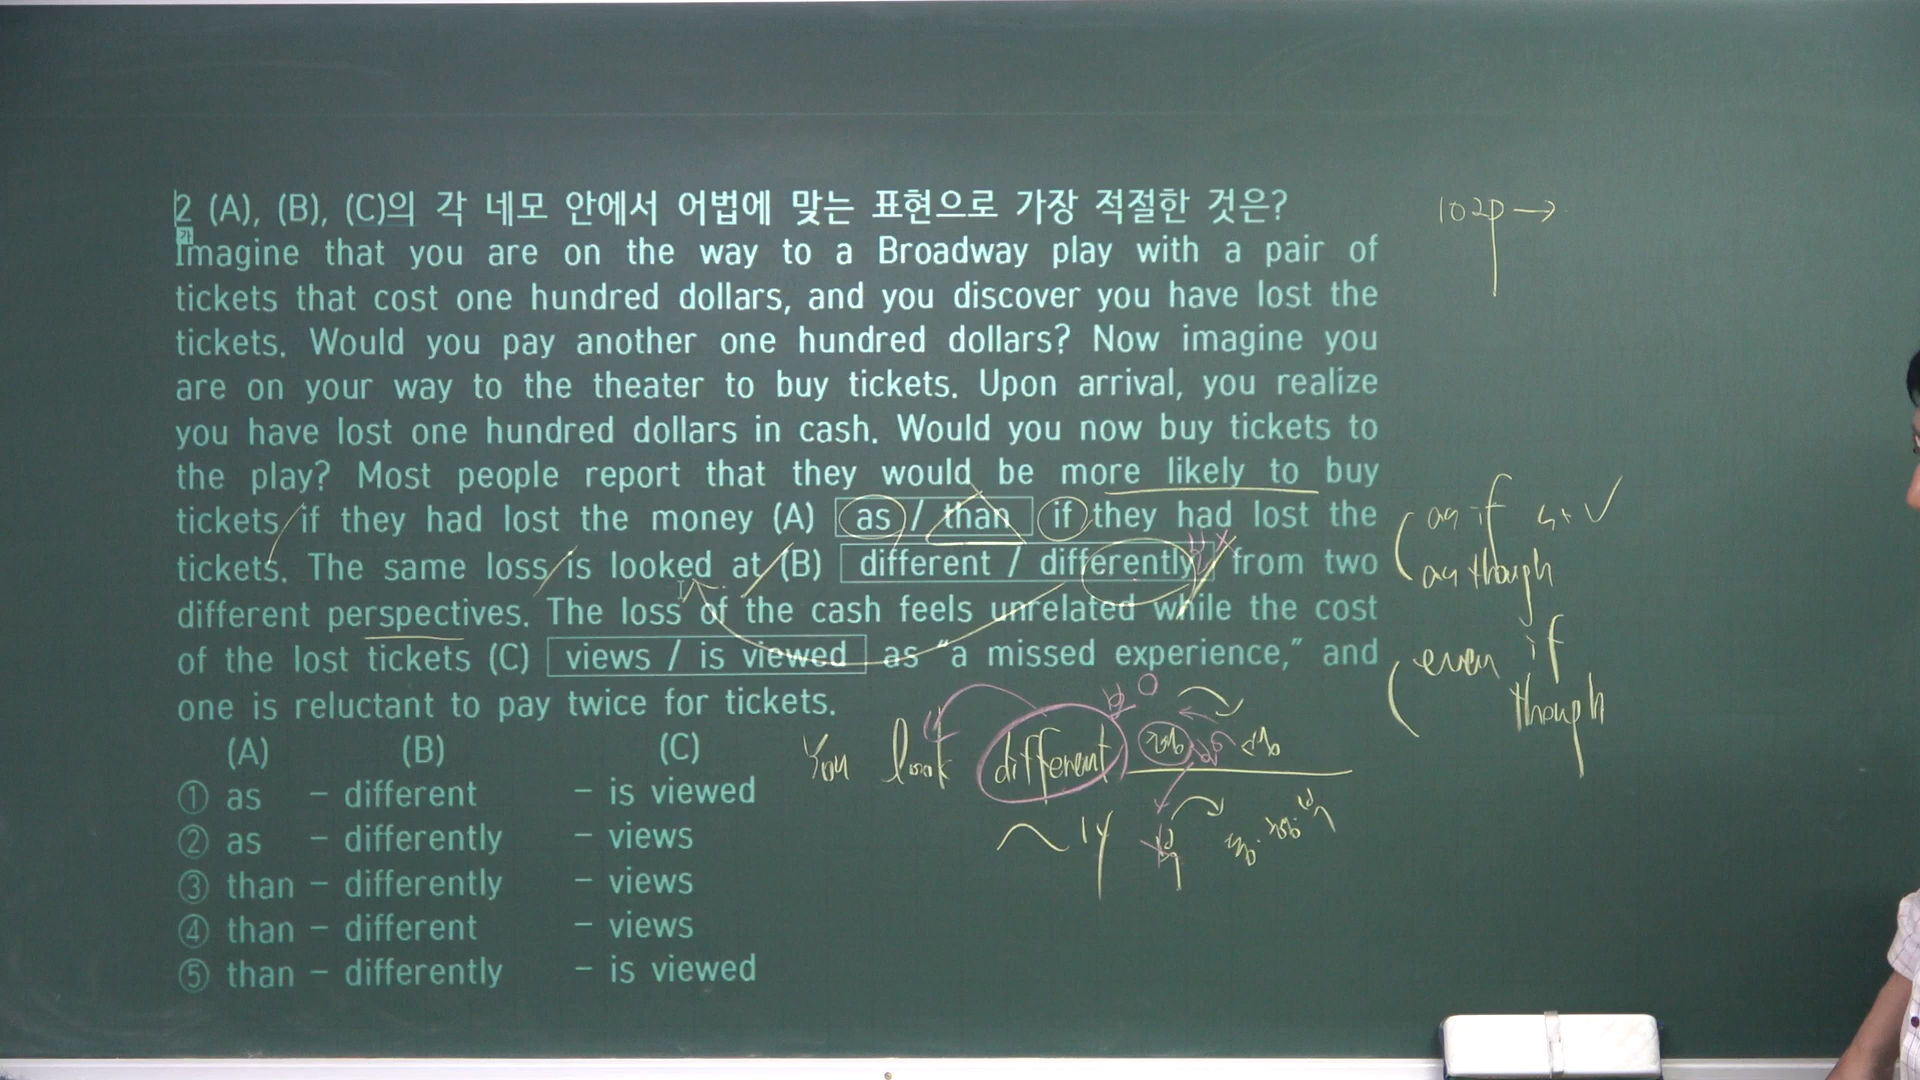 2 (A), (B), (C)의 각 네모 안에서 어법에 맞는 표현으로 가장 적절한 것은?
Imagine that you are on the way to a Broadway play with a pair of
tickets that cost one hundred dollars, and you discover you have lost the
tickets. Would you pay another one hundred dollars? Now imagine you
are on your way to the theater to buy tickets. Upon arrival, you realize
you have lost one hundred dollars in cash. Would you now buy tickets to
the play? Most people report that they would be more likely to buy
tickets if they had lost the money (A) as / than if they had lost the
tickets. The same loss is looked at (B) different / differently from two
different perspectives. The loss of the cash feels unrelated while the cost
of the lost tickets (C) views / is viewed as "a missed experience," and
one is reluctant to pay twice for tickets.
(A) (B) (C)
① as – different – is viewed
② as – differently – views
③ than – differently – views
④ than – different – views
⑤ than – differently – is viewed
102p →
as if s+v
as though
even if
though
You look different
~ly